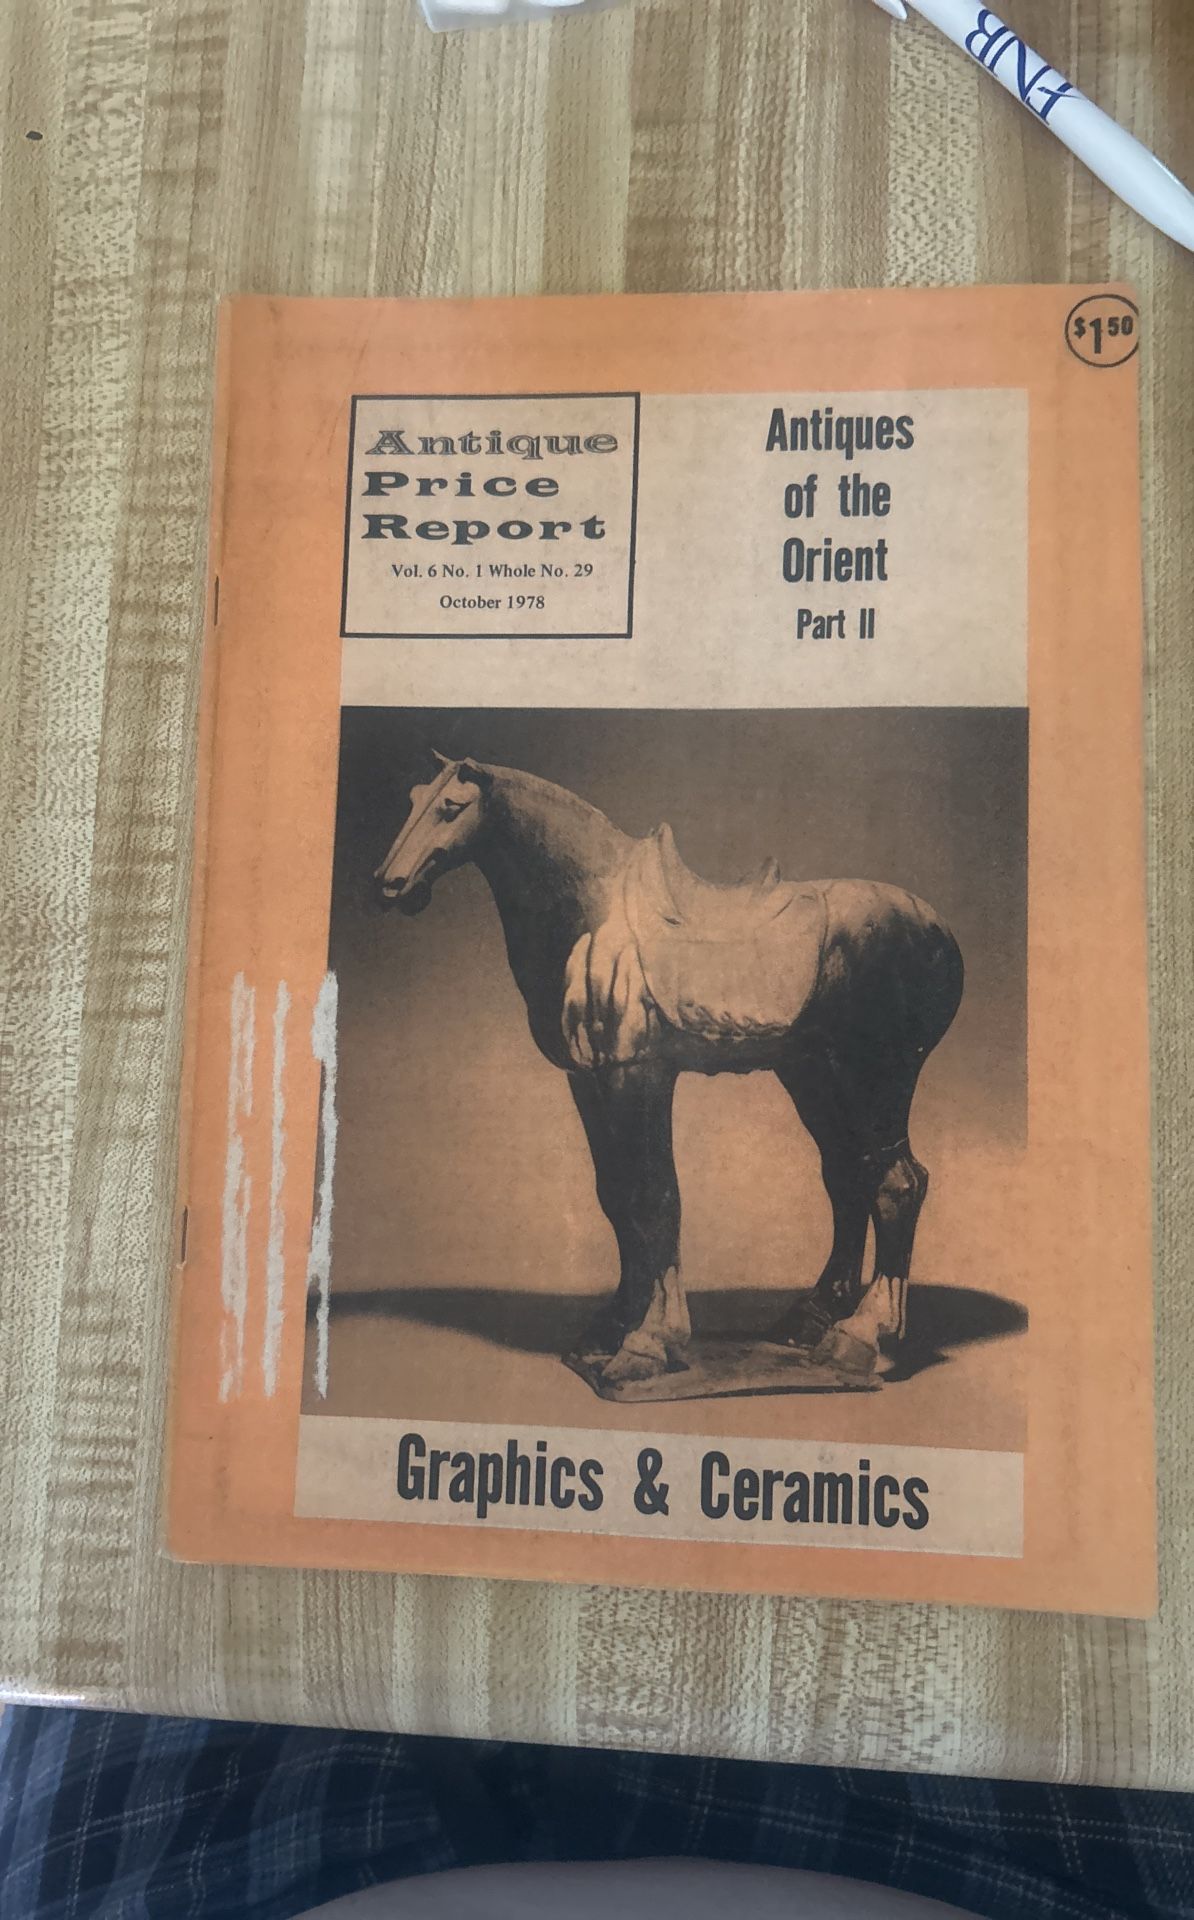 FNB
$1.50
Antique
Price
Report
Vol. 6 No. 1 Whole No. 29
October 1978
Antiques
of the
Orient
Part II
Graphics & Ceramics